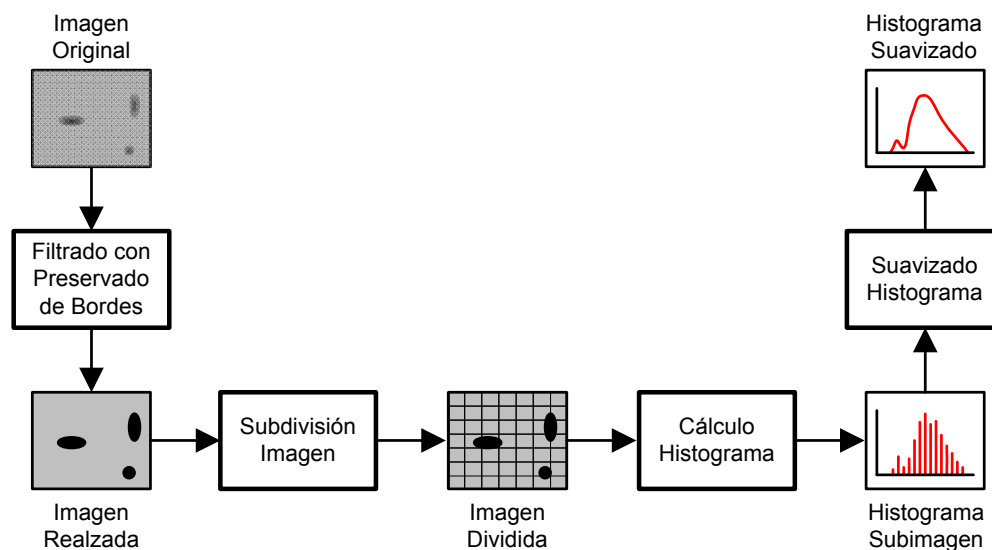 Imagen
Original
Filtrado con
Preservado
de Bordes
Imagen
Realzada
Subdivisión
Imagen
Imagen
Dividida
Cálculo
Histograma
Histograma
Subimagen
Suavizado
Histograma
Histograma
Suavizado